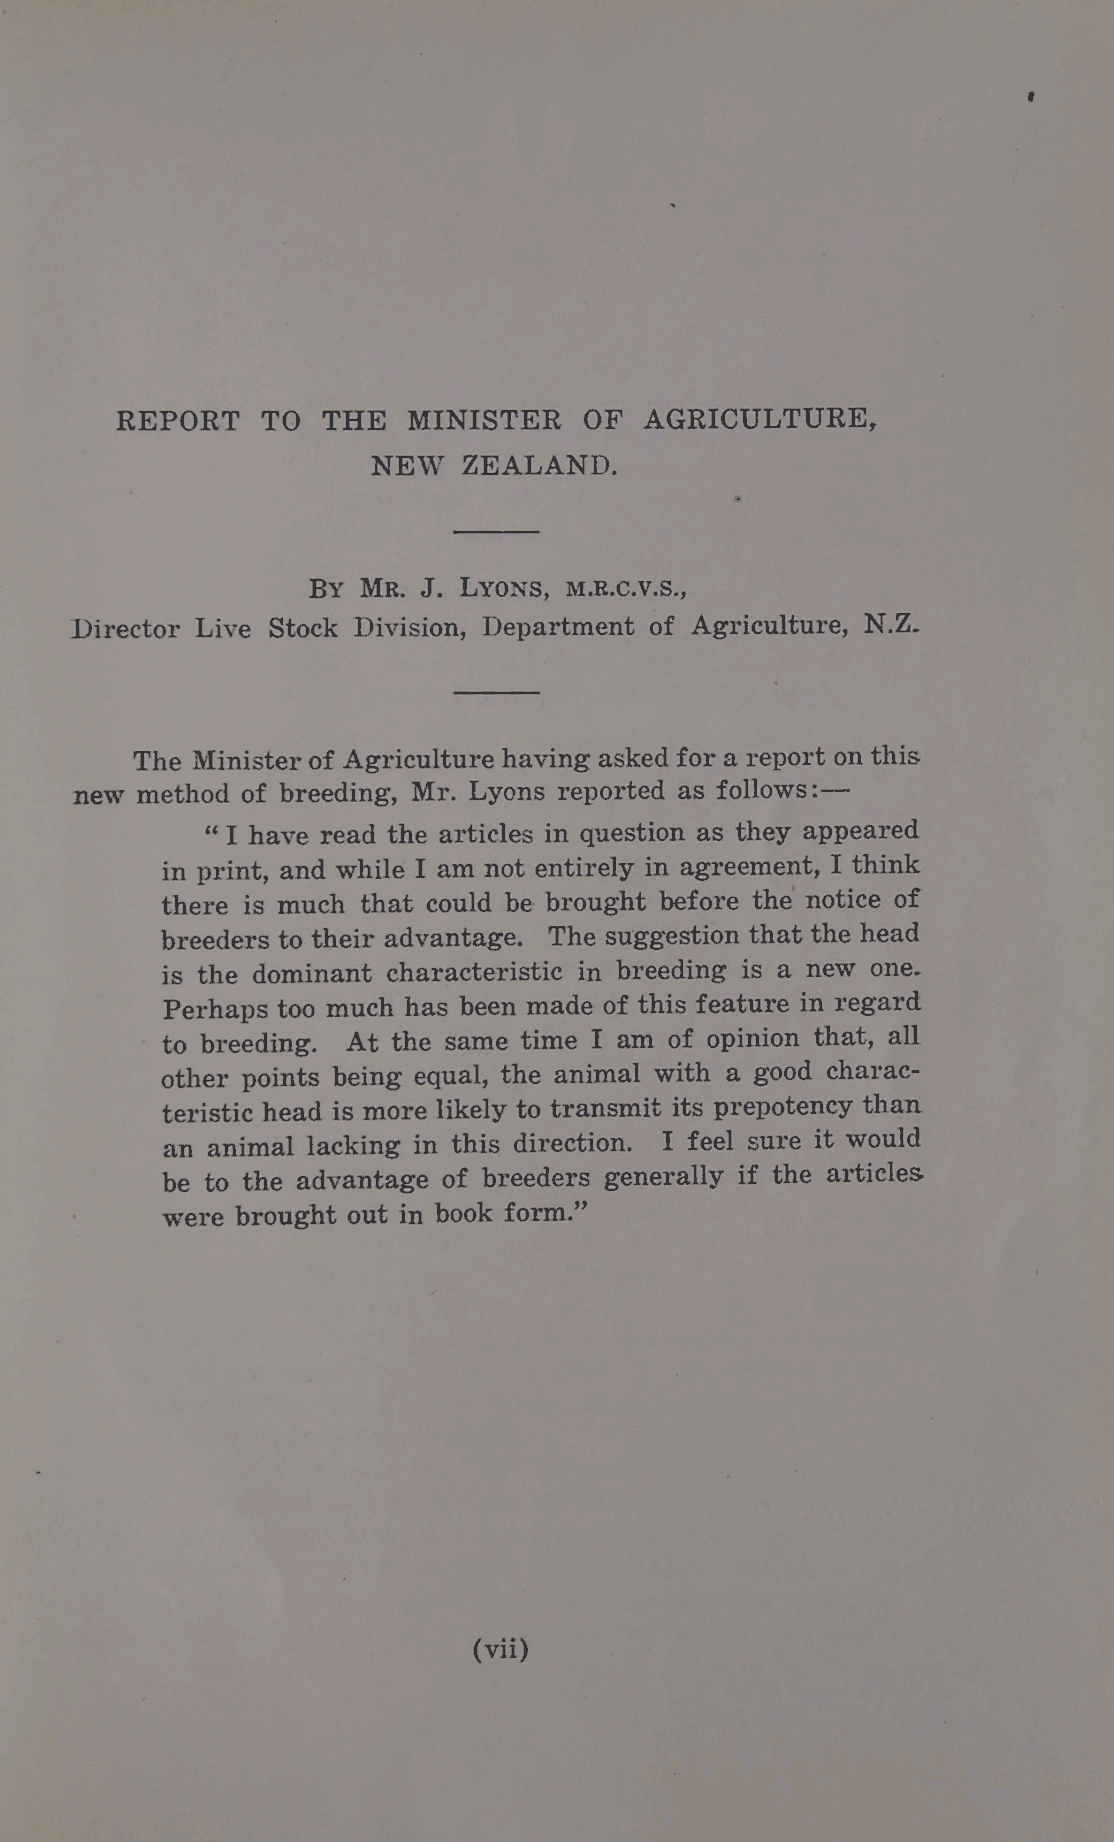 REPORT TO THE MINISTER OF AGRICULTURE,
NEW ZEALAND.
By Mr. J. Lyons, M.R.C.V.S.,
Director Live Stock Division, Department of Agriculture, N.Z.
The Minister of Agriculture having asked for a report on this
new method of breeding, Mr. Lyons reported as follows:—
“I have read the articles in question as they appeared
in print, and while I am not entirely in agreement, I think
there is much that could be brought before the notice of
breeders to their advantage. The suggestion that the head
is the dominant characteristic in breeding is a new one.
Perhaps too much has been made of this feature in regard
to breeding. At the same time I am of opinion that, all
other points being equal, the animal with a good charac-
teristic head is more likely to transmit its prepotency than
an animal lacking in this direction. I feel sure it would
be to the advantage of breeders generally if the articles
were brought out in book form.”
(vii)